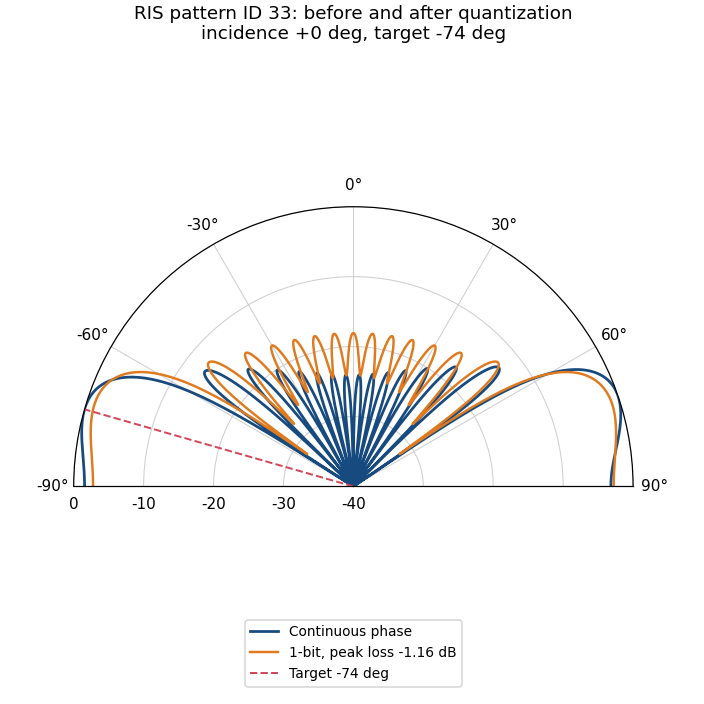 RIS pattern ID 33: before and after quantization
incidence +0 deg, target -74 deg
0°
-30°
30°
-60°
60°
-90°
90°
0
-10
-20
-30
-40
Continuous phase
1-bit, peak loss -1.16 dB
Target -74 deg